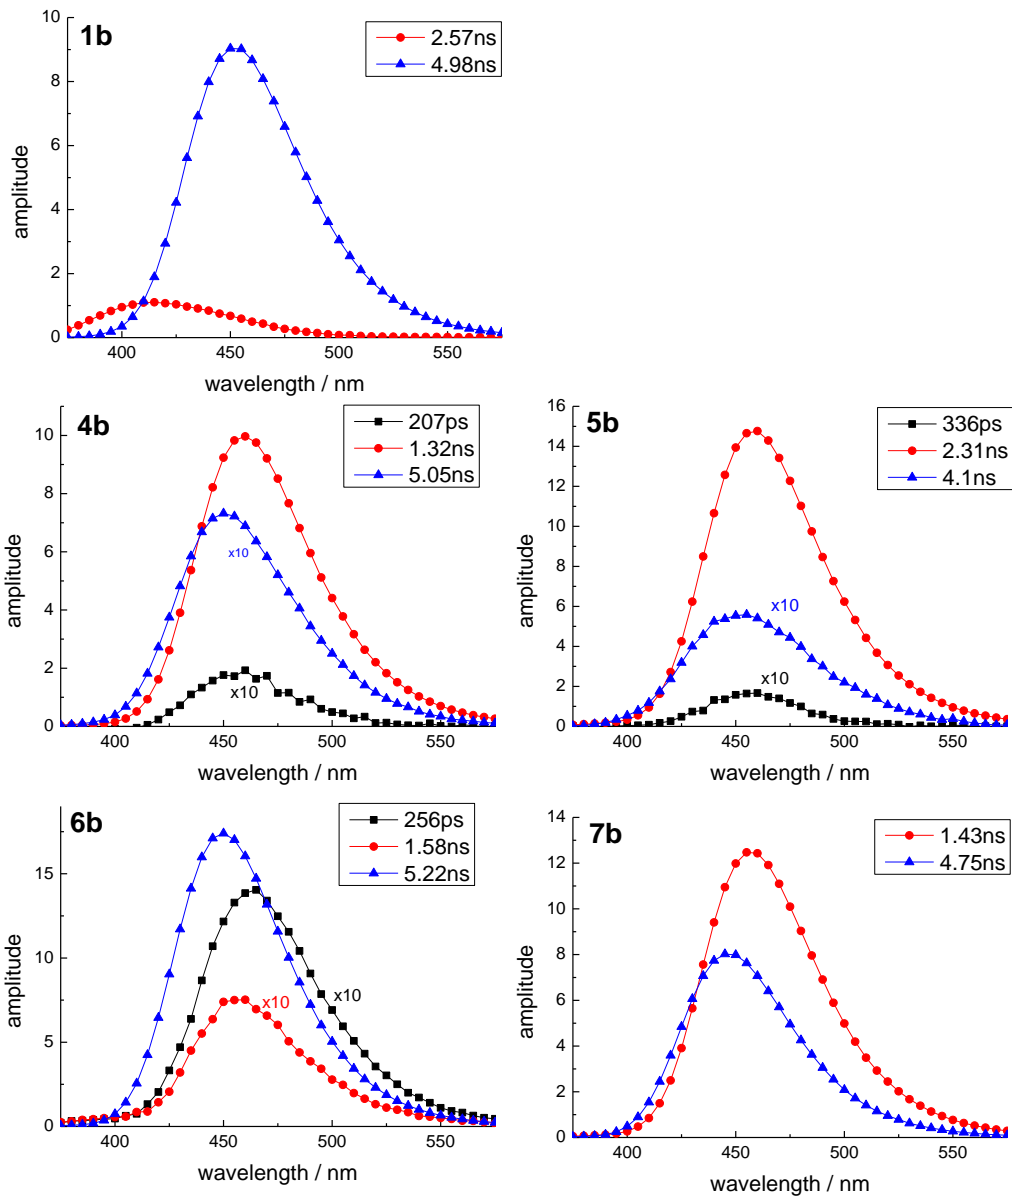 1b
2.57ns
4.98ns
10
8
6
4
2
0
amplitude
400
450
500
550
wavelength / nm
4b
207ps
1.32ns
5.05ns
10
8
6
4
2
0
amplitude
x10
x10
400
450
500
550
wavelength / nm
5b
336ps
2.31ns
4.1ns
16
14
12
10
8
6
4
2
0
amplitude
x10
x10
400
450
500
550
wavelength / nm
6b
256ps
1.58ns
5.22ns
15
10
5
0
amplitude
x10
x10
400
450
500
550
wavelength / nm
7b
1.43ns
4.75ns
14
12
10
8
6
4
2
0
amplitude
400
450
500
550
wavelength / nm